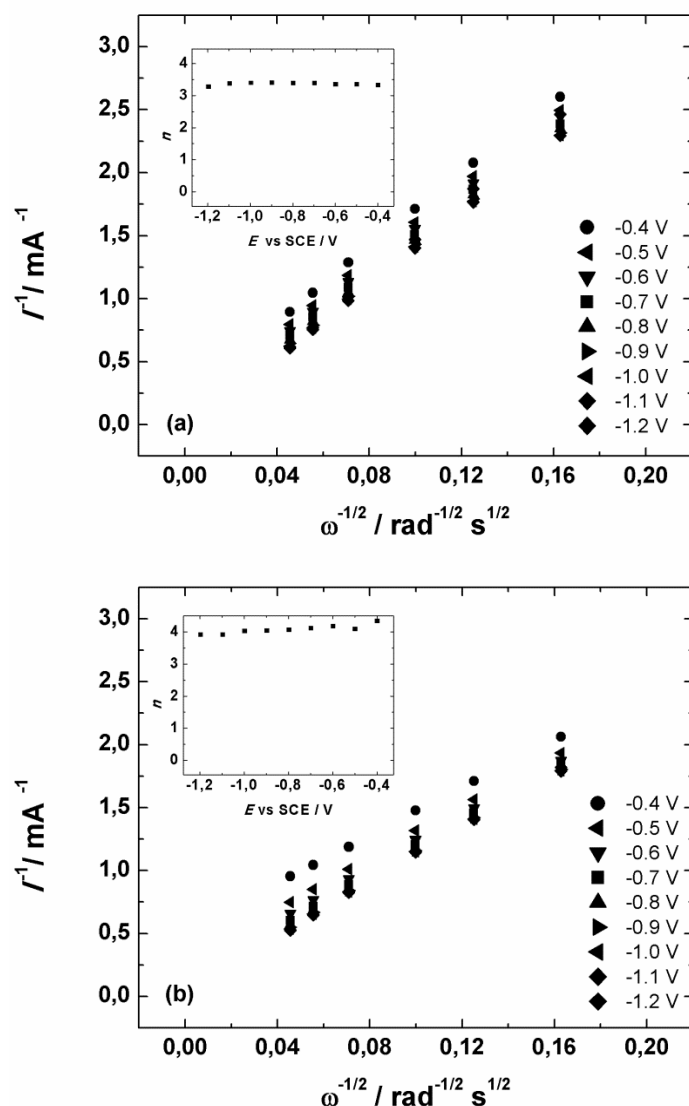 3,0
2,5
2,0
1,5
1,0
0,5
0,0
I⁻¹/ mA⁻¹
4
3
2
1
0
n
-1,2 -1,0 -0,8 -0,6 -0,4
E vs SCE / V
-0.4 V
-0.5 V
-0.6 V
-0.7 V
-0.8 V
-0.9 V
-1.0 V
-1.1 V
-1.2 V
(a)
0,00 0,04 0,08 0,12 0,16 0,20
ω⁻¹/² / rad⁻¹/² s¹/²
3,0
2,5
2,0
1,5
1,0
0,5
0,0
I⁻¹/ mA⁻¹
4
3
2
1
0
n
-1,2 -1,0 -0,8 -0,6 -0,4
E vs SCE / V
-0.4 V
-0.5 V
-0.6 V
-0.7 V
-0.8 V
-0.9 V
-1.0 V
-1.1 V
-1.2 V
(b)
0,00 0,04 0,08 0,12 0,16 0,20
ω⁻¹/² / rad⁻¹/² s¹/²